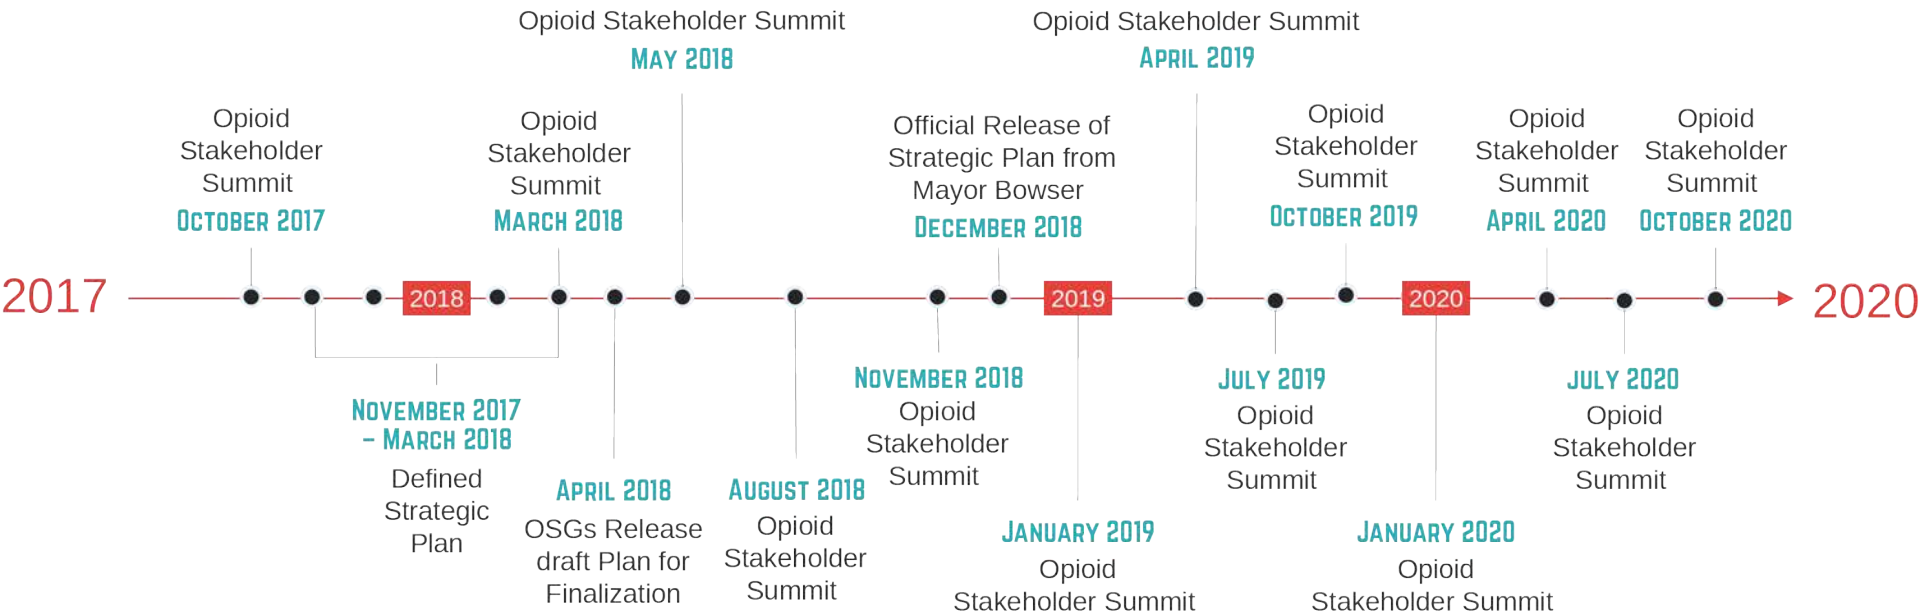 Opioid Stakeholder Summit
MAY 2018
Opioid Stakeholder Summit
APRIL 2019
Opioid
Stakeholder
Summit
OCTOBER 2017
Opioid
Stakeholder
Summit
MARCH 2018
Official Release of
Strategic Plan from
Mayor Bowser
DECEMBER 2018
Opioid
Stakeholder
Summit
OCTOBER 2019
Opioid
Stakeholder
Summit
APRIL 2020
Opioid
Stakeholder
Summit
OCTOBER 2020
2017
2018
2019
2020
2020
NOVEMBER 2017
– MARCH 2018
Defined
Strategic
Plan
APRIL 2018
OSGs Release
draft Plan for
Finalization
AUGUST 2018
Opioid
Stakeholder
Summit
NOVEMBER 2018
Opioid
Stakeholder
Summit
JANUARY 2019
Opioid
Stakeholder Summit
JULY 2019
Opioid
Stakeholder
Summit
JANUARY 2020
Opioid
Stakeholder Summit
JULY 2020
Opioid
Stakeholder
Summit